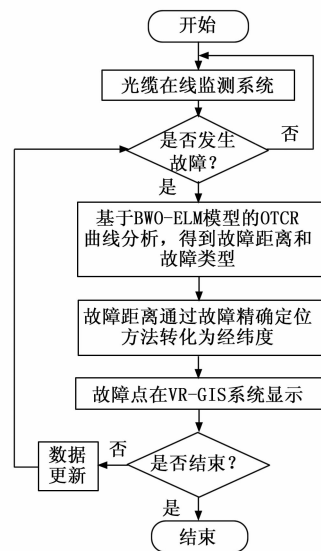 开始
光缆在线监测系统
是否发生
故障？
否
是
基于BWO-ELM模型的OTCR
曲线分析，得到故障距离和
故障类型
故障距离通过故障精确定位
方法转化为经纬度
故障点在VR-GIS系统显示
数据
更新
否
是否结束？
是
结束